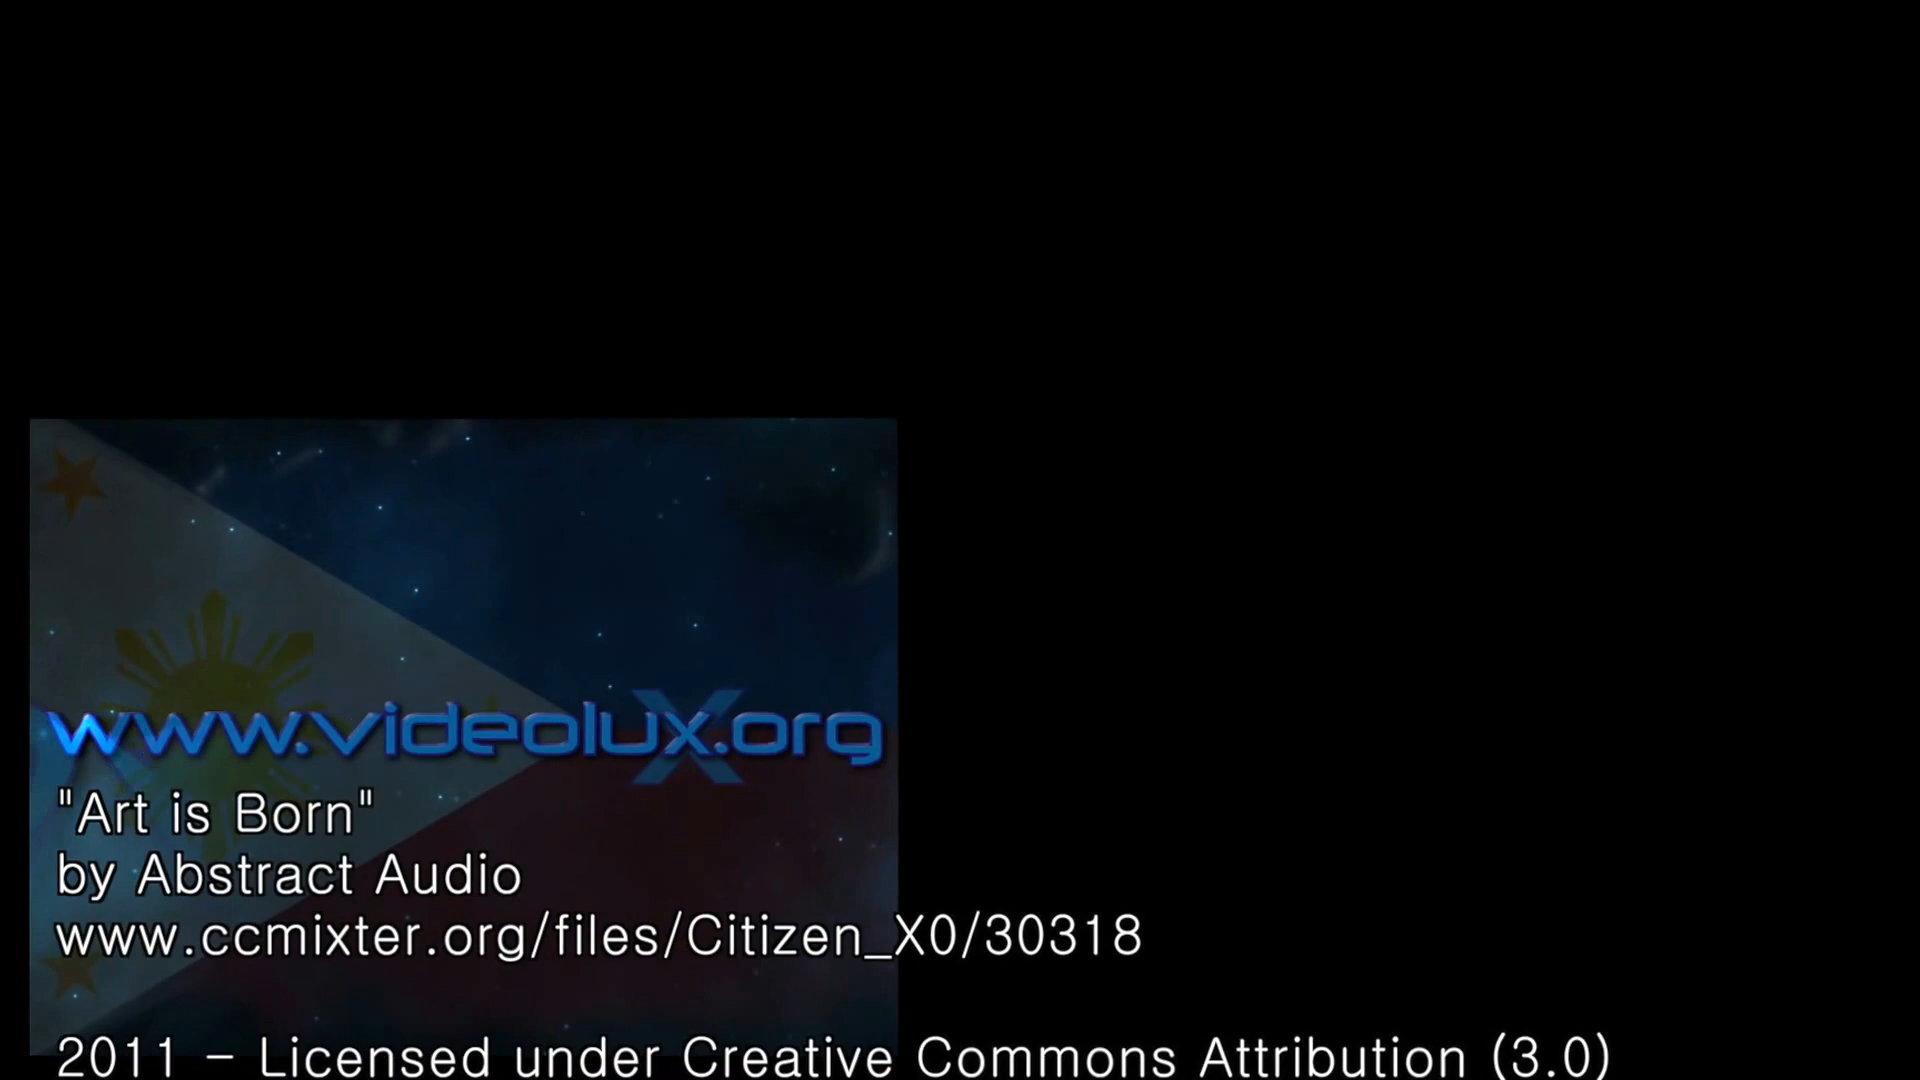 www.videolux.org
"Art is Born"
by Abstract Audio
www.ccmixter.org/files/Citizen_X0/30318
2011 - Licensed under Creative Commons Attribution (3.0)